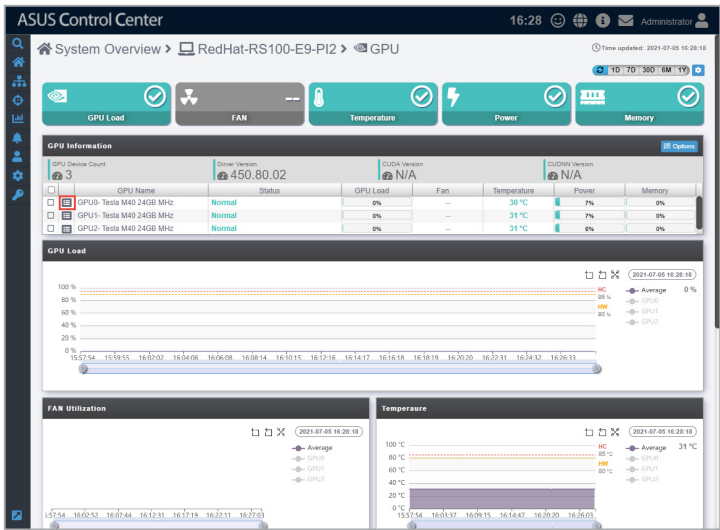 ASUS Control Center 16:28 Administrator
System Overview > RedHat-RS100-E9-PI2 > GPU Time updated: 2021-07-05 16:28:18
1D 7D 30D 6M 1Y
-- 
GPU Load FAN Temperature Power Memory
GPU Information Options
GPU Device Count Dirver Version CUDA Version CUDNN Version
3 450.80.02 N/A N/A
GPU Name Status GPU Load Fan Temperature Power Memory
GPU0- Tesla M40 24GB MHz Normal 0% -- 30 °C 7% 0%
GPU1- Tesla M40 24GB MHz Normal 0% -- 31 °C 7% 0%
GPU2- Tesla M40 24GB MHz Normal 0% -- 31 °C 6% 0%
GPU Load
2021-07-05 16:28:18
100 %
80 %
60 %
40 %
20 %
0 %
HC
95 %
HW
80 %
Average 0 %
GPU0
GPU1
GPU2
15:57:54 15:59:55 16:02:02 16:04:08 16:06:08 16:08:14 16:10:15 16:12:16 16:14:17 16:16:18 16:18:19 16:20:20 16:22:31 16:24:32 16:26:33
FAN Utilization
2021-07-05 16:28:18
Average
GPU0
GPU1
GPU2
5:57:54 16:02:52 16:07:44 16:12:31 16:17:19 16:22:11 16:27:03
Temperaure
2021-07-05 16:28:18
100 °C
80 °C
60 °C
40 °C
20 °C
0 °C
HC
85 °C
HW
80 °C
Average 31 °C
GPU0
GPU1
GPU2
15:57:54 16:03:37 16:09:15 16:14:47 16:20:20 16:26:03